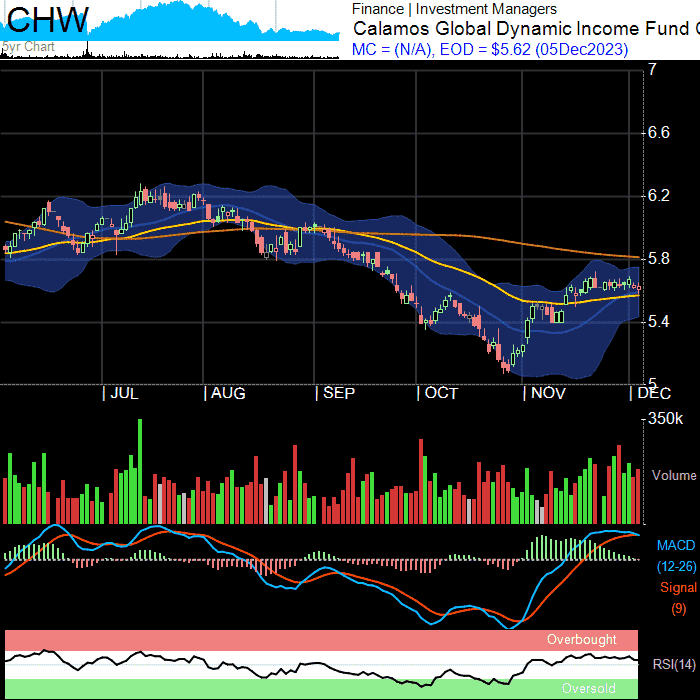 CHW
5yr Chart
Finance | Investment Managers
Calamos Global Dynamic Income Fund
MC = (N/A), EOD = $5.62 (05Dec2023)
7
6.6
6.2
5.8
5.4
5
| JUL | AUG | SEP | OCT | NOV | DEC
350k
Volume
MACD
(12-26)
Signal
(9)
Overbought
RSI(14)
Oversold